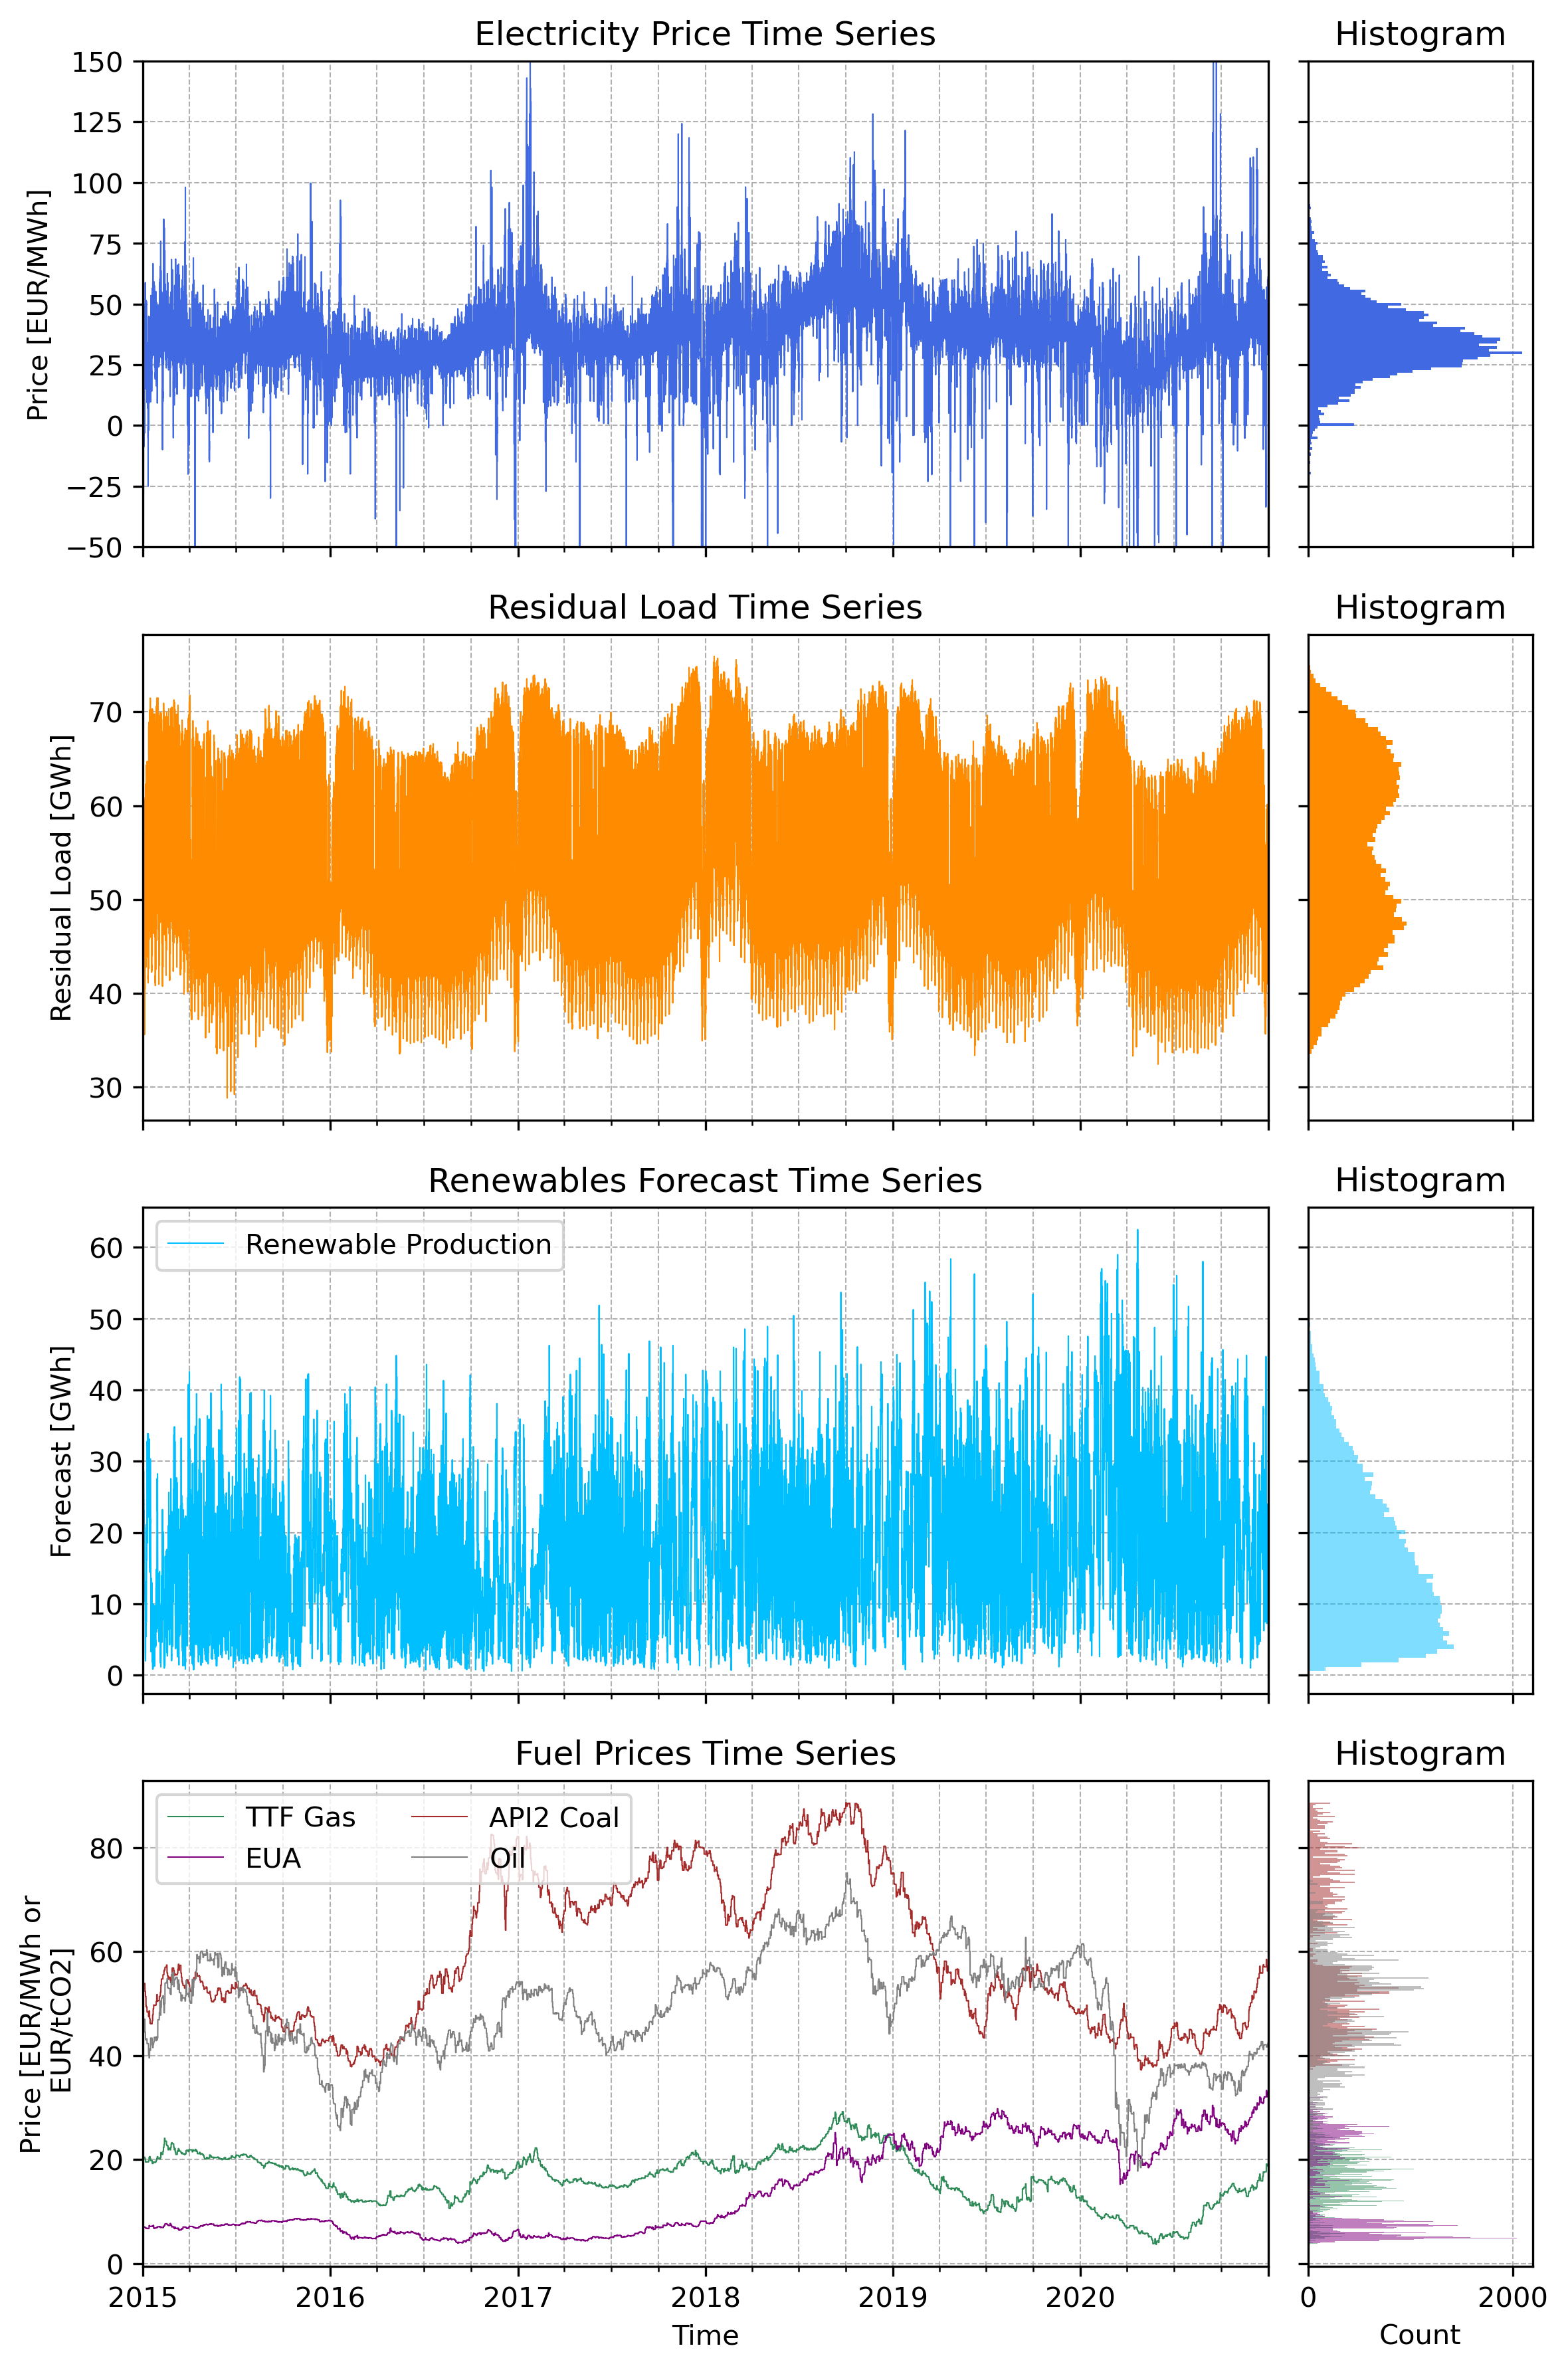 Electricity Price Time Series
Histogram
150
125
100
75
50
25
0
−25
−50
Price [EUR/MWh]
Residual Load Time Series
Histogram
70
60
50
40
30
Residual Load [GWh]
Renewables Forecast Time Series
Histogram
Renewable Production
60
50
40
30
20
10
0
Forecast [GWh]
Fuel Prices Time Series
Histogram
TTF Gas
API2 Coal
EUA
Oil
80
60
40
20
0
Price [EUR/MWh or
EUR/tCO2]
2015 2016 2017 2018 2019 2020
0 2000
Time
Count